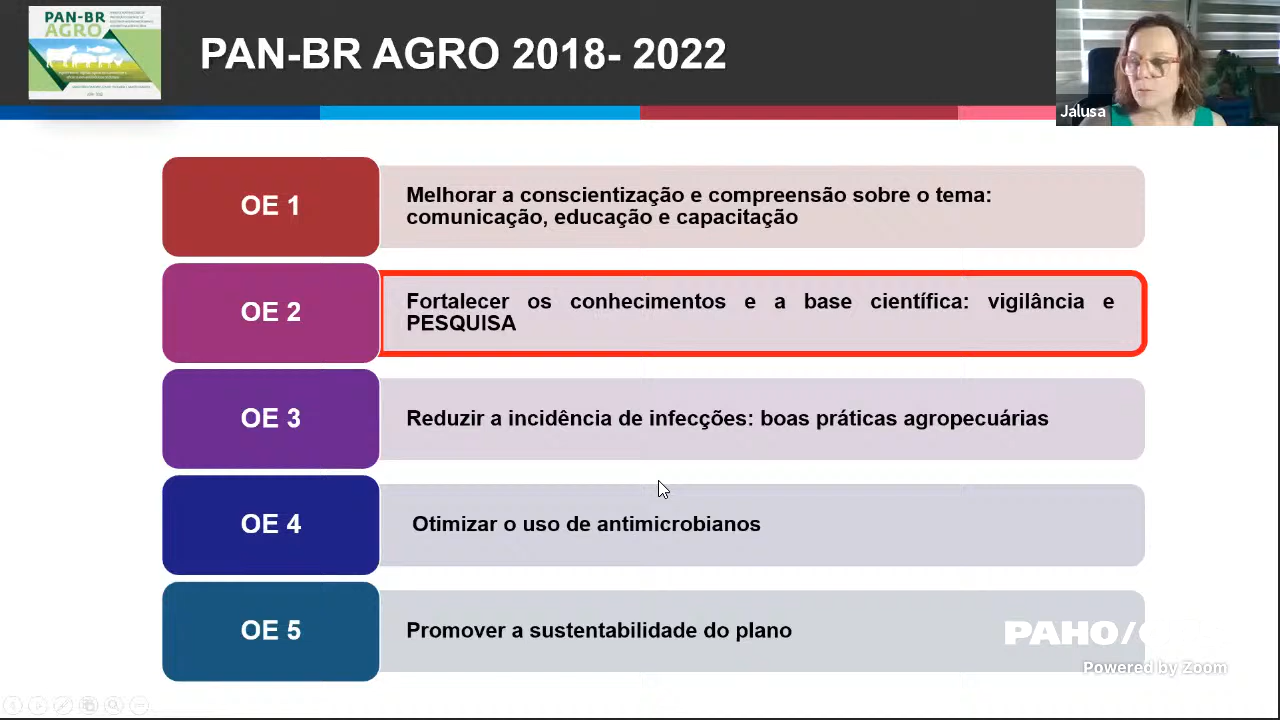 PAN-BR
AGRO
PAN-BR AGRO 2018- 2022
Jalusa
OE 1
Melhorar a conscientização e compreensão sobre o tema:
comunicação, educação e capacitação
OE 2
Fortalecer os conhecimentos e a base científica: vigilância e
PESQUISA
OE 3
Reduzir a incidência de infecções: boas práticas agropecuárias
OE 4
Otimizar o uso de antimicrobianos
OE 5
Promover a sustentabilidade do plano
PAHO/
Powered by Zoom